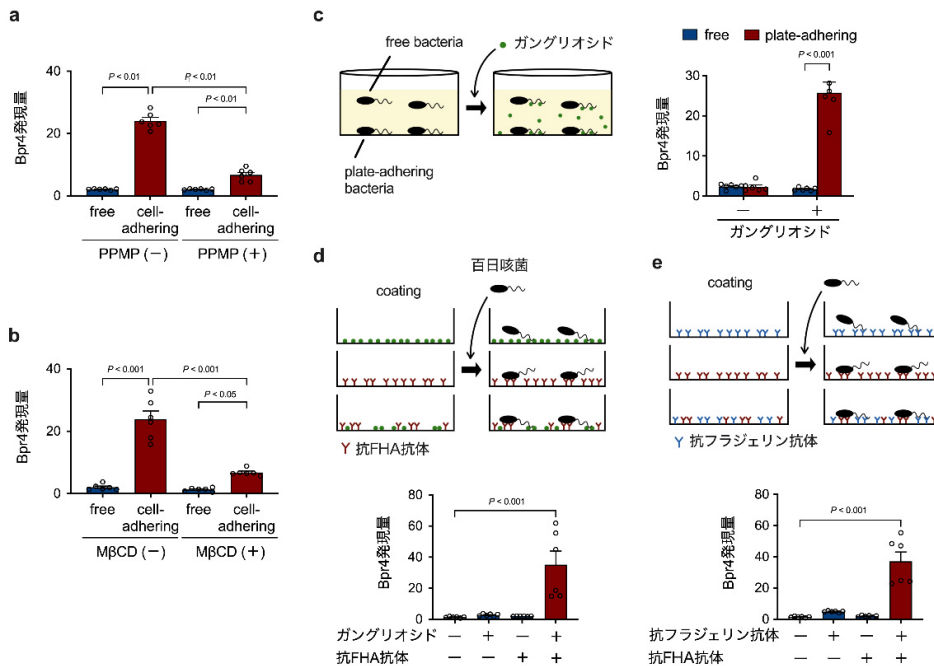 a
Bpr4発現量
40
20
0
P < 0.01
P < 0.01
P < 0.01
free
cell-
adhering
free
cell-
adhering
PPMP (−)
PPMP (+)
b
Bpr4発現量
40
20
0
P < 0.001
P < 0.001
P < 0.05
free
cell-
adhering
free
cell-
adhering
MβCD (−)
MβCD (+)
c
free bacteria
ガングリオシド
plate-adhering
bacteria
free
plate-adhering
P < 0.001
Bpr4発現量
30
20
10
0
− +
ガングリオシド
d
百日咳菌
coating
抗FHA抗体
Bpr4発現量
80
60
40
20
0
P < 0.001
ガングリオシド − + − +
抗FHA抗体 − − + +
e
coating
抗フラジェリン抗体
Bpr4発現量
80
60
40
20
0
P < 0.001
抗フラジェリン抗体 − + − +
抗FHA抗体 − − + +